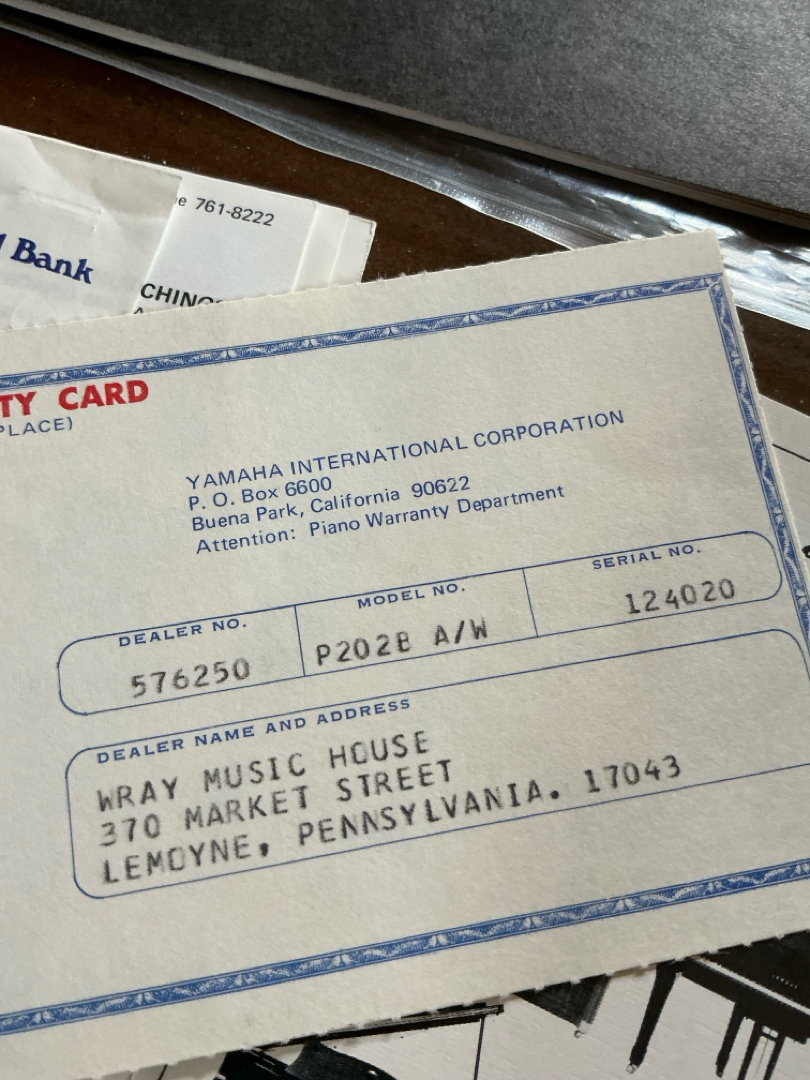 761-8222
Bank
TY CARD
PLACE)
YAMAHA INTERNATIONAL CORPORATION
P. O. Box 6600
Buena Park, California 90622
Attention: Piano Warranty Department
DEALER NO.
576250
MODEL NO.
P202B A/W
SERIAL NO.
124020
DEALER NAME AND ADDRESS
WRAY MUSIC HOUSE
370 MARKET STREET
LEMOYNE, PENNSYLVANIA. 17043